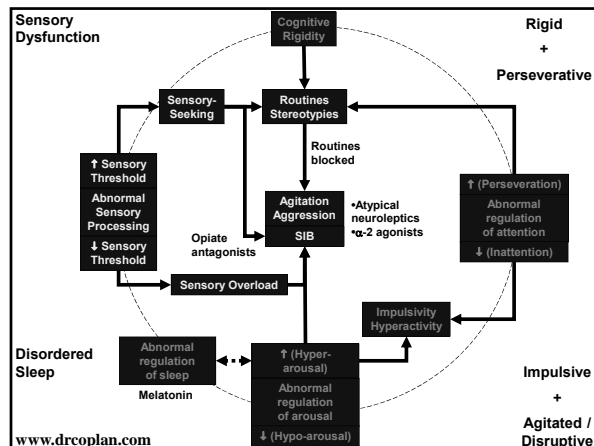 Sensory
Dysfunction
Cognitive
Rigidity
Rigid
+
Perseverative
Sensory-
Seeking
Routines
Stereotypies
Routines
blocked
↑ Sensory
Threshold
Abnormal
Sensory
Processing
↓ Sensory
Threshold
Agitation
Aggression
SIB
•Atypical
neuroleptics
•α-2 agonists
↑ (Perseveration)
Abnormal
regulation
of attention
↓ (Inattention)
Opiate
antagonists
Sensory Overload
Impulsivity
Hyperactivity
Disordered
Sleep
Abnormal
regulation
of sleep
Melatonin
↑ (Hyper-
arousal)
Abnormal
regulation
of arousal
↓ (Hypo-arousal)
Impulsive
+
Agitated /
Disruptive
www.drcoplan.com